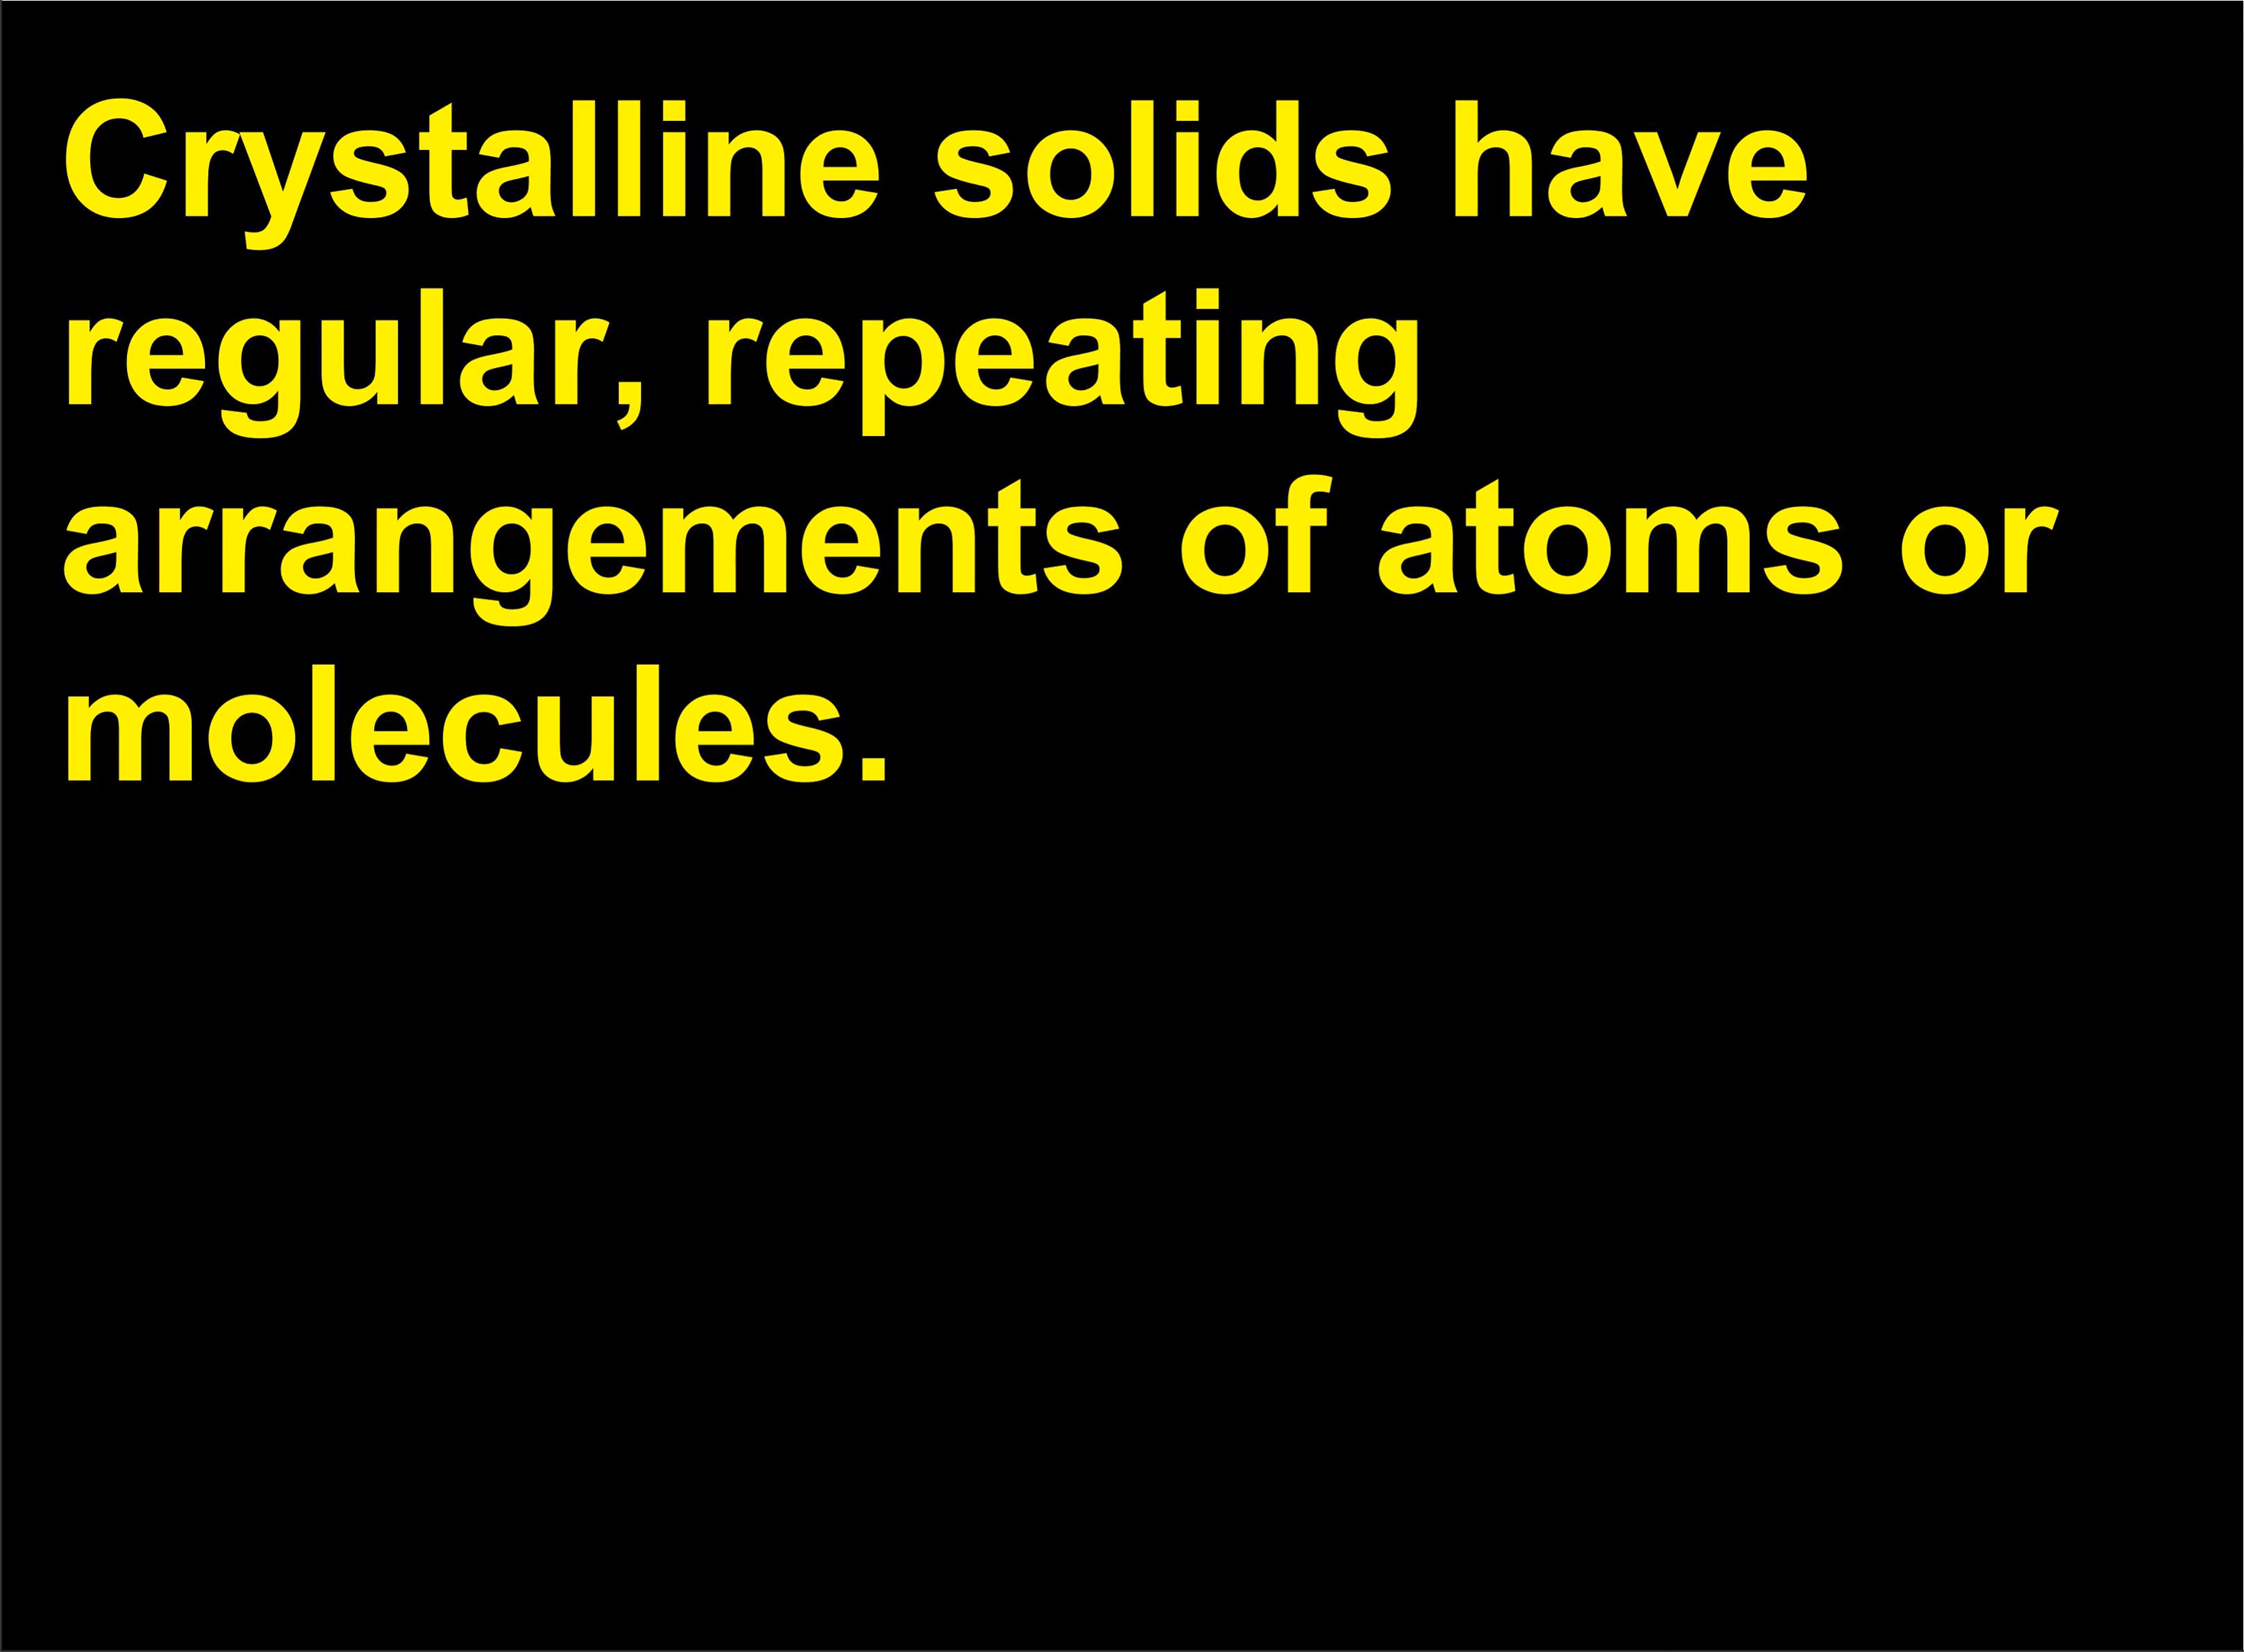 Crystalline solids have
regular, repeating
arrangements of atoms or
molecules.